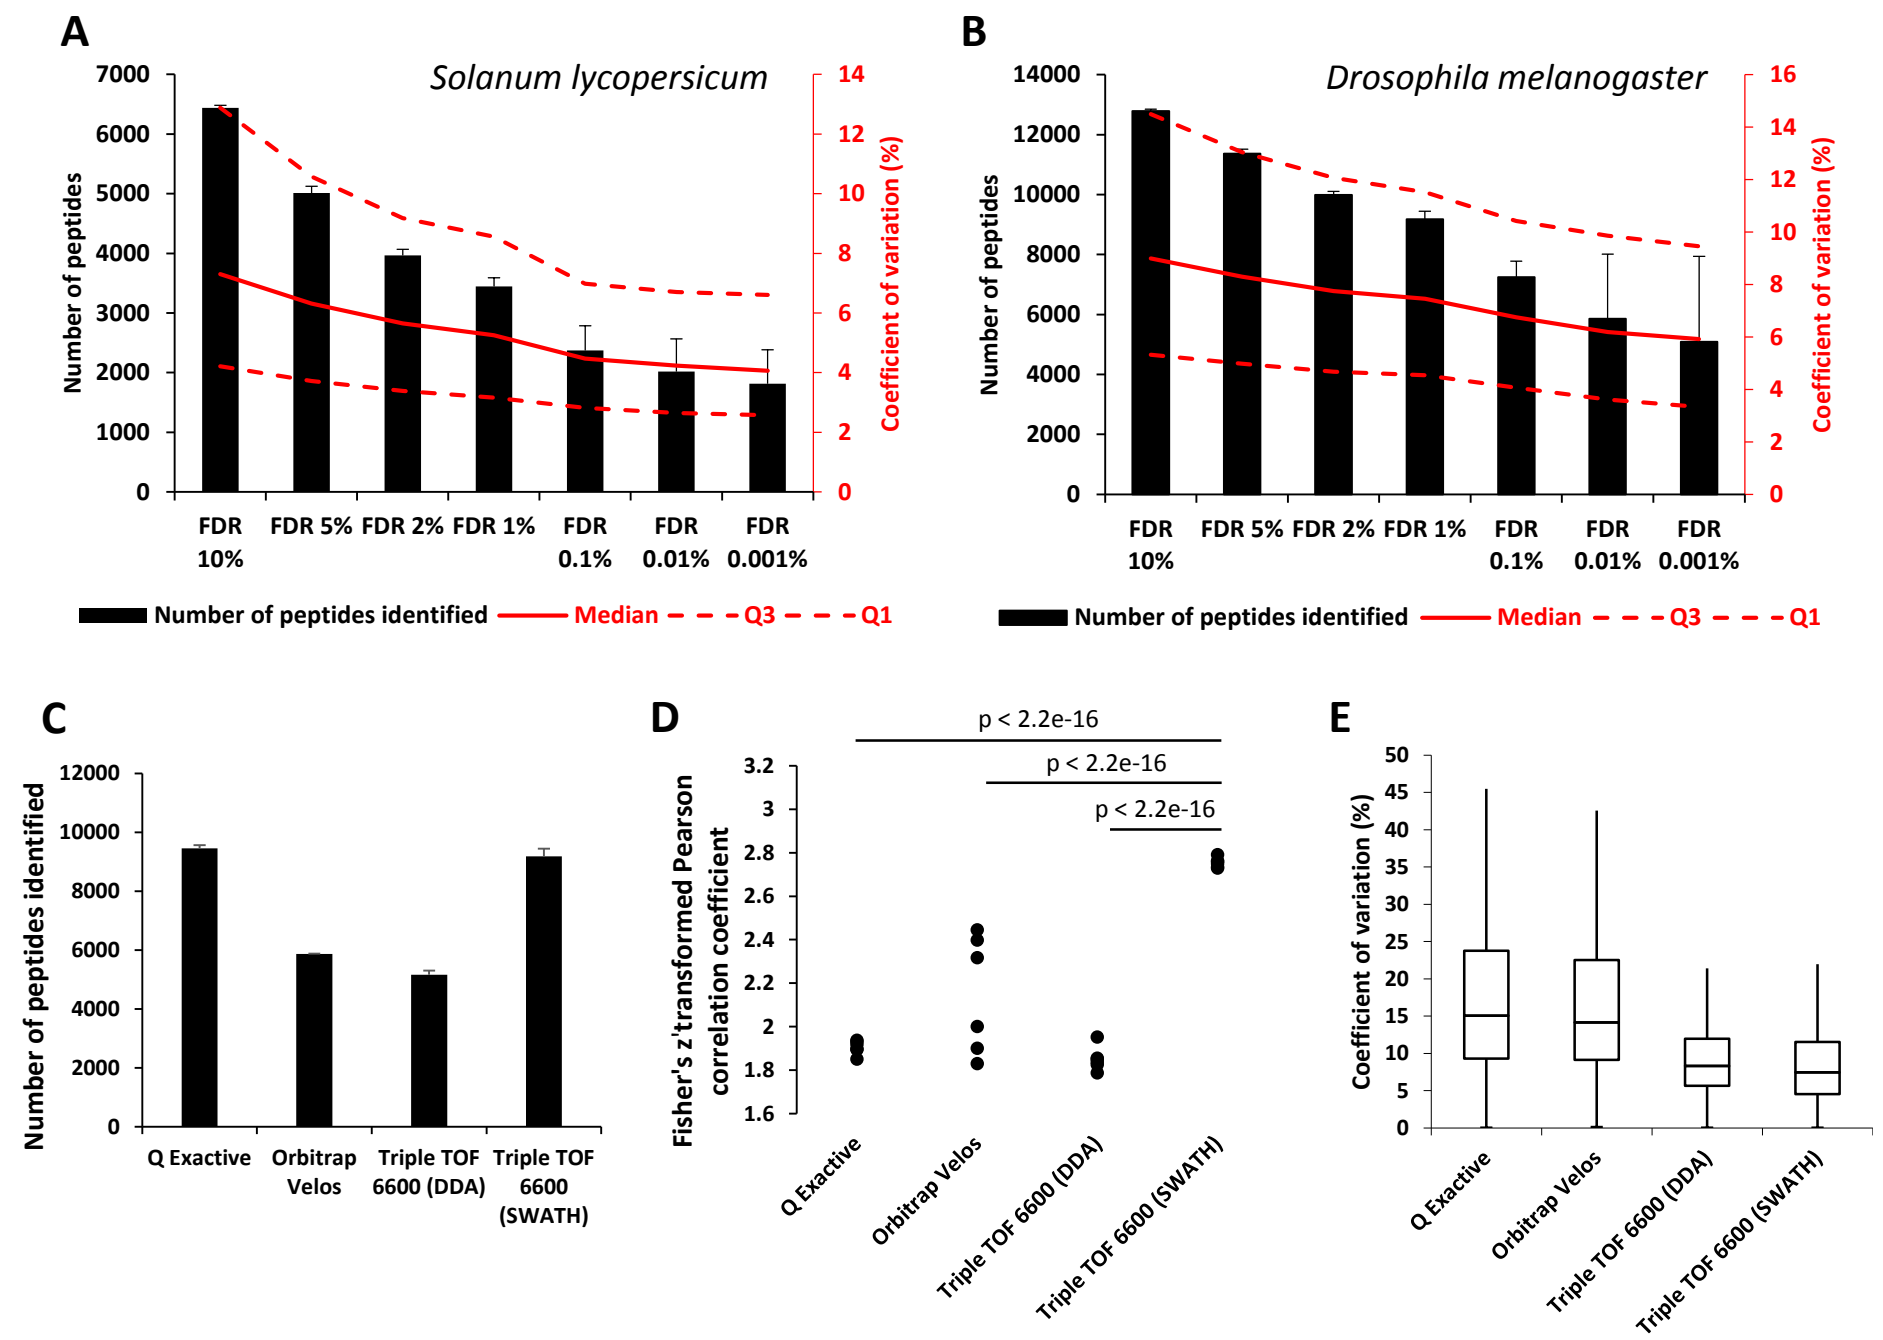 A
Solanum lycopersicum
7000
6000
5000
4000
3000
2000
1000
0
Number of peptides
14
12
10
8
6
4
2
0
Coefficient of variation (%)
FDR 10%
FDR 5%
FDR 2%
FDR 1%
FDR 0.1%
FDR 0.01%
FDR 0.001%
Number of peptides identified Median Q3 Q1
B
Drosophila melanogaster
14000
12000
10000
8000
6000
4000
2000
0
Number of peptides
16
14
12
10
8
6
4
2
0
Coefficient of variation (%)
FDR 10%
FDR 5%
FDR 2%
FDR 1%
FDR 0.1%
FDR 0.01%
FDR 0.001%
Number of peptides identified Median Q3 Q1
C
12000
10000
8000
6000
4000
2000
0
Number of peptides identified
Q Exactive
Orbitrap
Velos
Triple TOF
6600 (DDA)
Triple TOF
6600
(SWATH)
D
p < 2.2e-16
p < 2.2e-16
p < 2.2e-16
3.2
3
2.8
2.6
2.4
2.2
2
1.8
1.6
Fisher's z'transformed Pearson
correlation coefficient
Q Exactive
Orbitrap Velos
Triple TOF 6600 (DDA)
Triple TOF 6600 (SWATH)
E
50
45
40
35
30
25
20
15
10
5
0
Coefficient of variation (%)
Q Exactive
Orbitrap Velos
Triple TOF 6600 (DDA)
Triple TOF 6600 (SWATH)